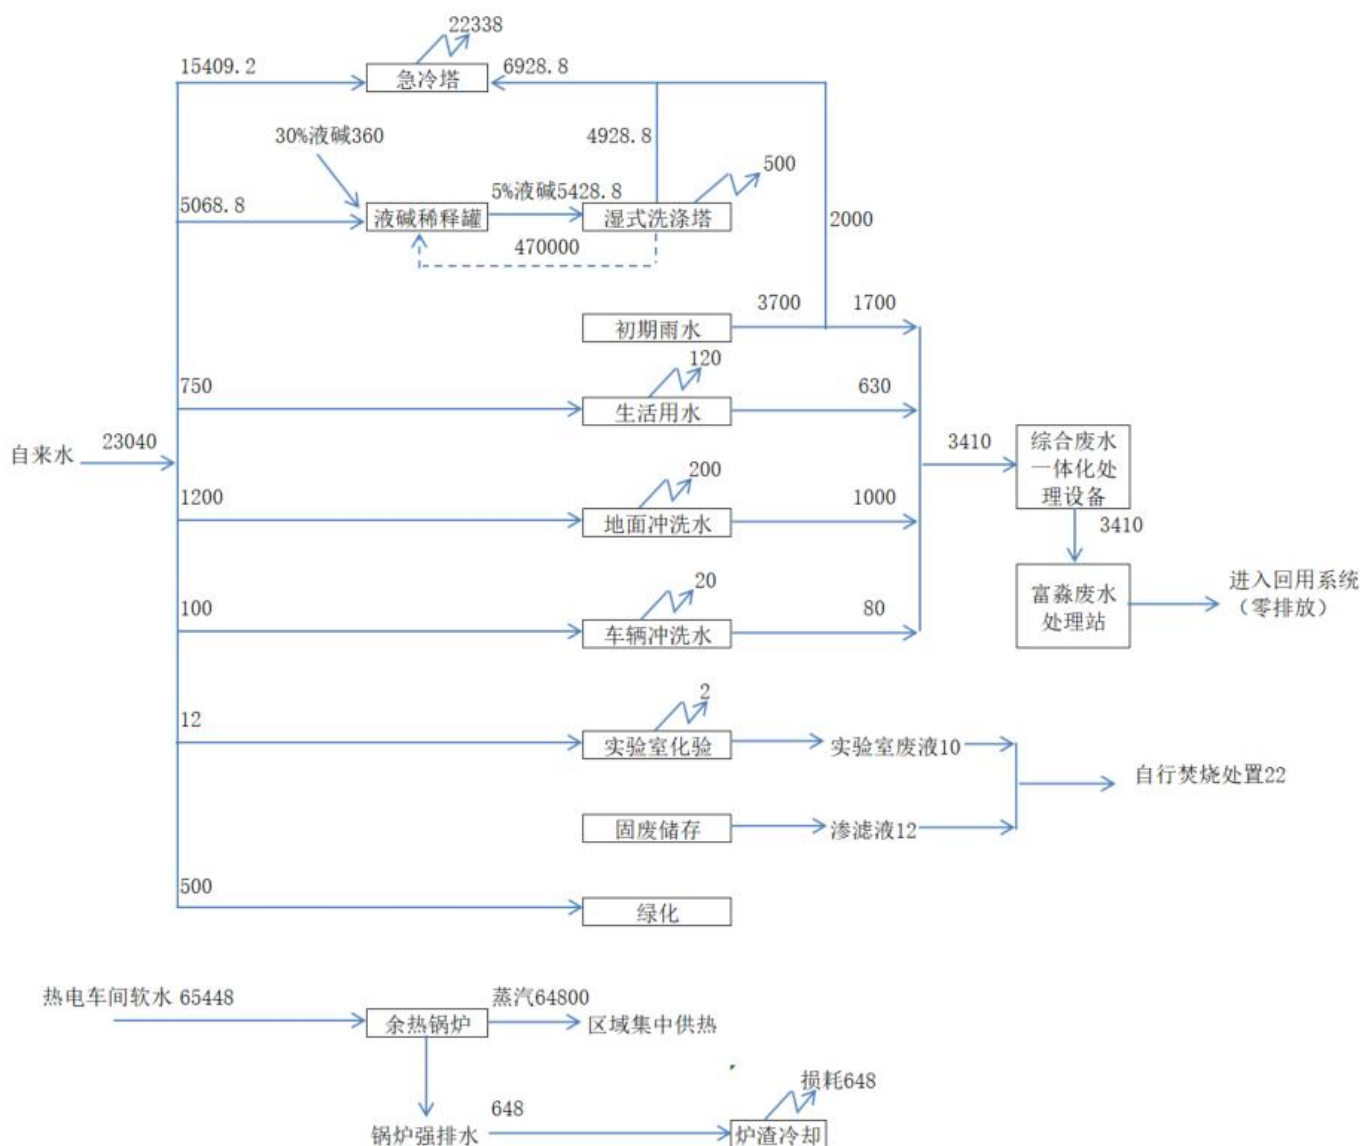 22338
15409.2
急冷塔
6928.8
30%液碱360
4928.8
500
5068.8
液碱稀释罐
5%液碱5428.8
湿式洗涤塔
2000
470000
初期雨水
3700
1700
120
750
生活用水
630
自来水
23040
3410
综合废水
一体化处
理设备
200
1200
地面冲洗水
1000
3410
20
100
车辆冲洗水
80
富淼废水
处理站
进入回用系统
（零排放）
2
12
实验室化验
实验室废液10
自行焚烧处置22
固废储存
渗滤液12
500
绿化
热电车间软水 65448
余热锅炉
蒸汽64800
区域集中供热
损耗648
锅炉强排水
648
炉渣冷却